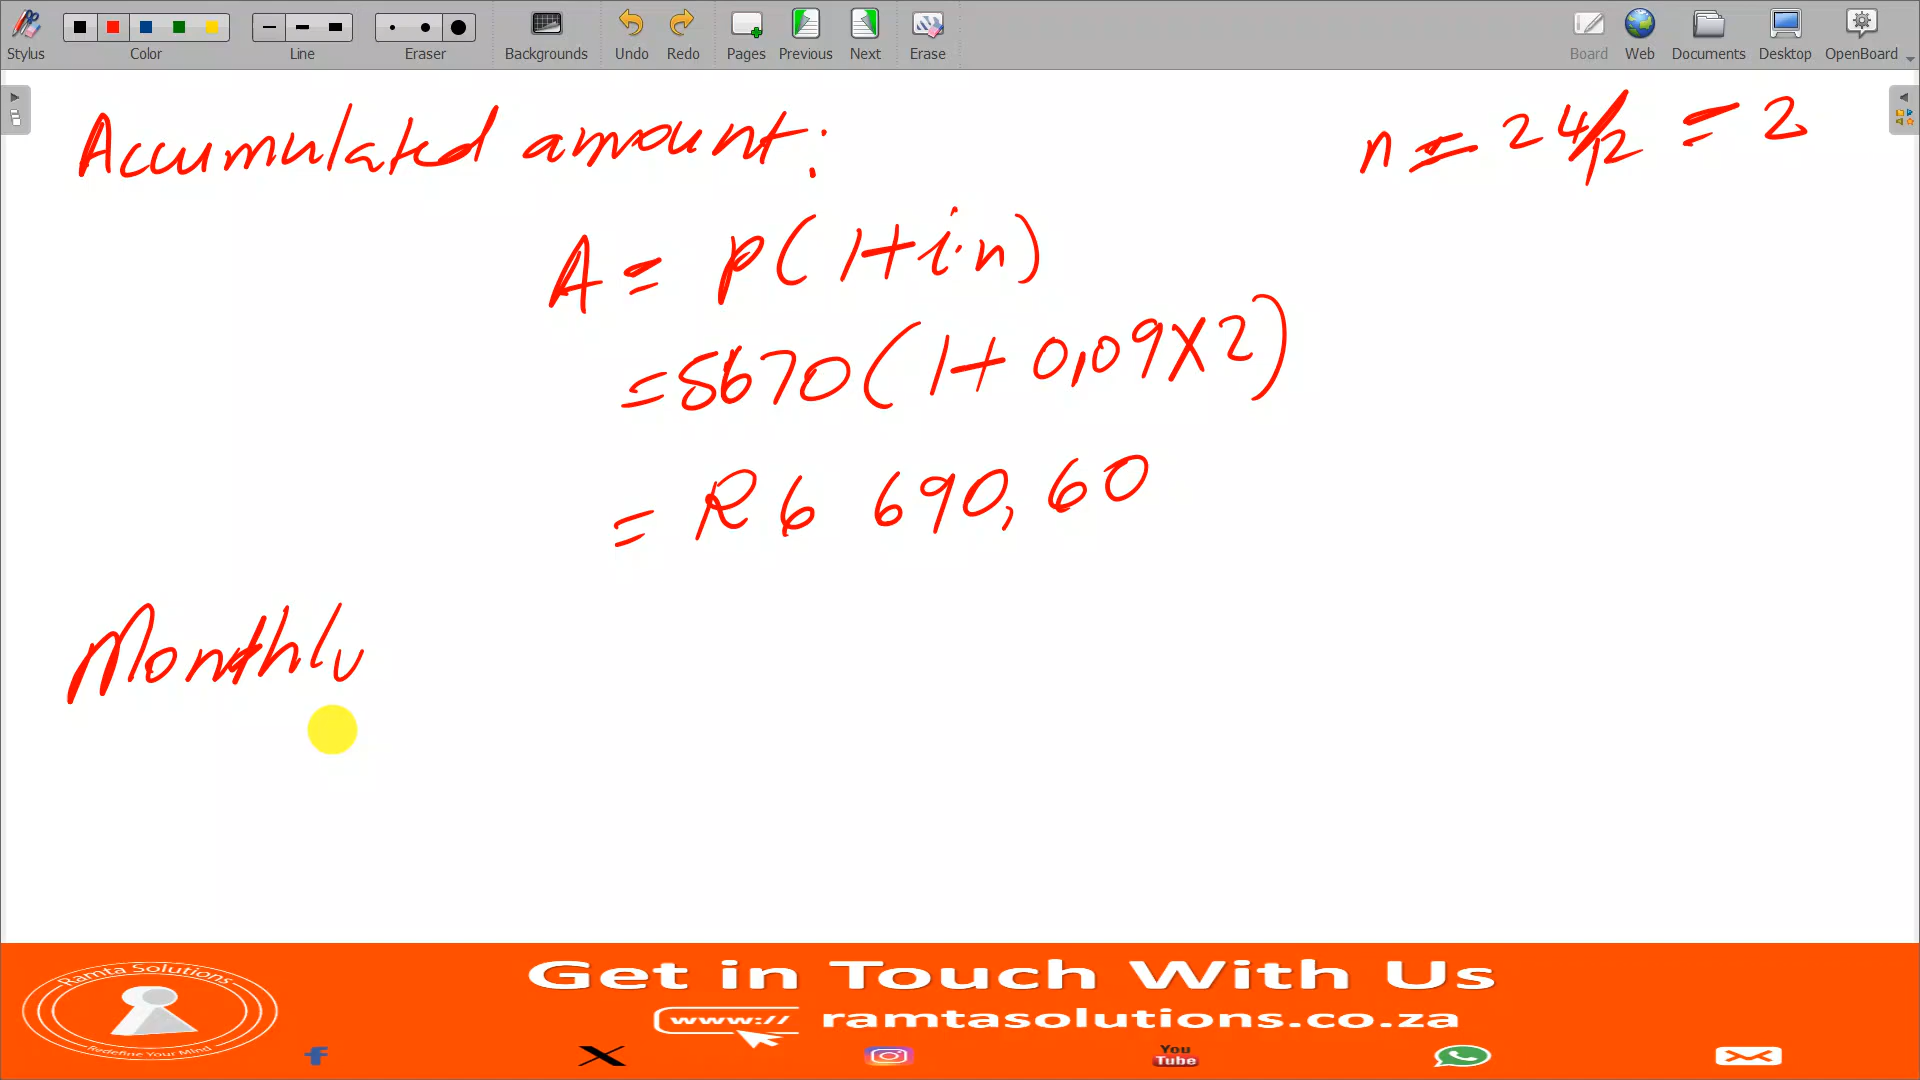 Stylus Color Line Eraser Backgrounds Undo Redo Pages Previous Next Erase Board Web Documents Desktop OpenBoard
Accumulated amount:
n = 24/12 = 2
A = P(1+i.n)
= 5670(1+0,09×2)
= R6 690,60
Monthly
Get in Touch With Us
www:// ramtasolutions.co.za
Ramta Solutions
Redefine Your Mind
f X You Tube